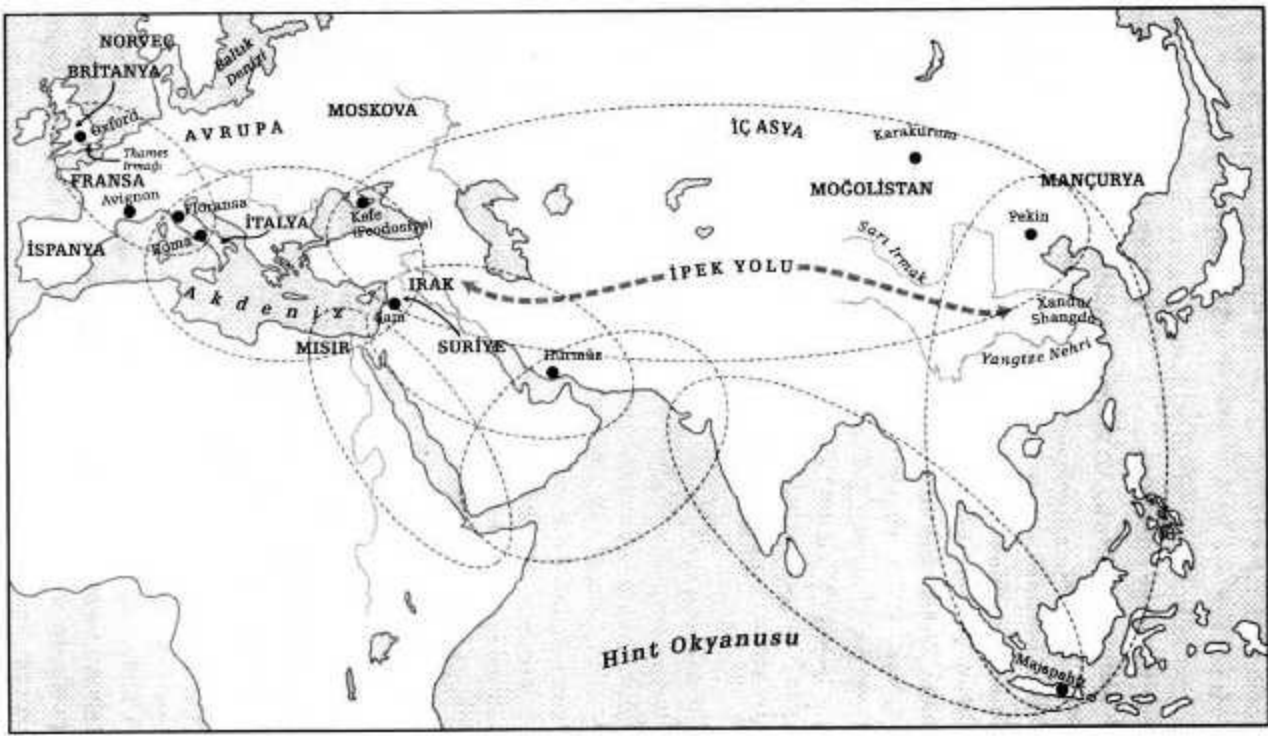 NORVEÇ
Baltık
Denizi
BRİTANYA
MOSKOVA
Oxford
AVRUPA
İÇ ASYA
Karakurum
Thames
Irmağı
FRANSA
MOĞOLİSTAN
MANÇURYA
Avignon
Floransa
İTALYA
Kefe
(Feodosiya)
Pekin
Roma
İSPANYA
Sarı Irmak
İPEK YOLU
IRAK
Akdeniz
Şam
Xandu/
Shangdu
MISIR
SURİYE
Hürmüz
Yangtze Nehri
Hint Okyanusu
Majapahit